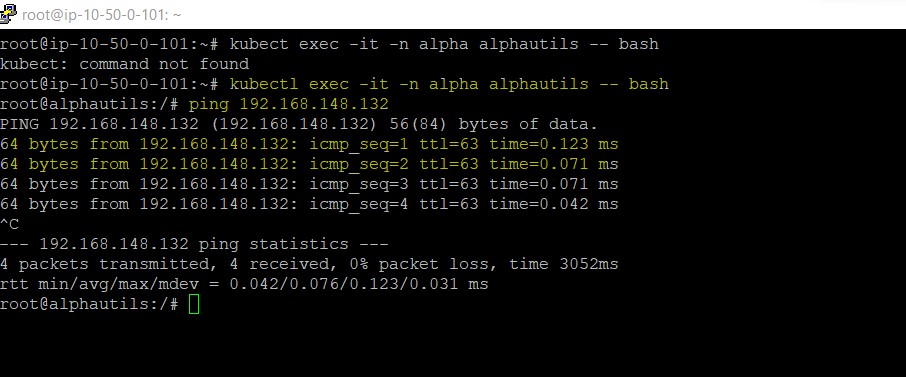 root@ip-10-50-0-101: ~
root@ip-10-50-0-101:~# kubect exec -it -n alpha alphautils -- bash
kubect: command not found
root@ip-10-50-0-101:~# kubectl exec -it -n alpha alphautils -- bash
root@alphautils:/# ping 192.168.148.132
PING 192.168.148.132 (192.168.148.132) 56(84) bytes of data.
64 bytes from 192.168.148.132: icmp_seq=1 ttl=63 time=0.123 ms
64 bytes from 192.168.148.132: icmp_seq=2 ttl=63 time=0.071 ms
64 bytes from 192.168.148.132: icmp_seq=3 ttl=63 time=0.071 ms
64 bytes from 192.168.148.132: icmp_seq=4 ttl=63 time=0.042 ms
^C
--- 192.168.148.132 ping statistics ---
4 packets transmitted, 4 received, 0% packet loss, time 3052ms
rtt min/avg/max/mdev = 0.042/0.076/0.123/0.031 ms
root@alphautils:/#